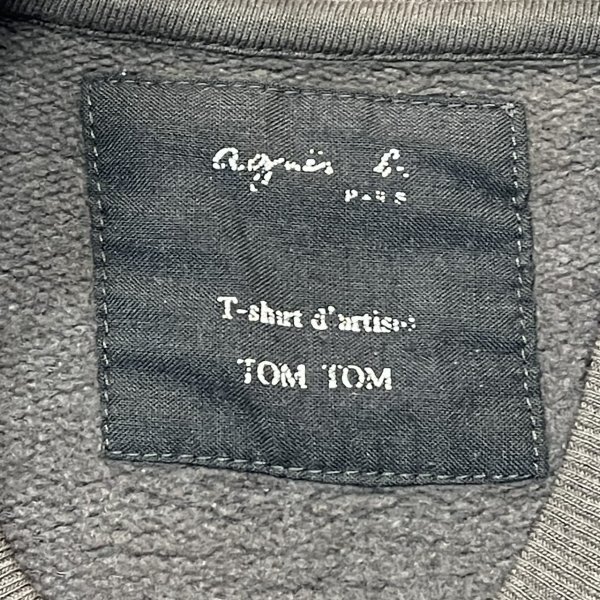 agnès b.
PARIS
T-shirt d'artiste
TOM TOM